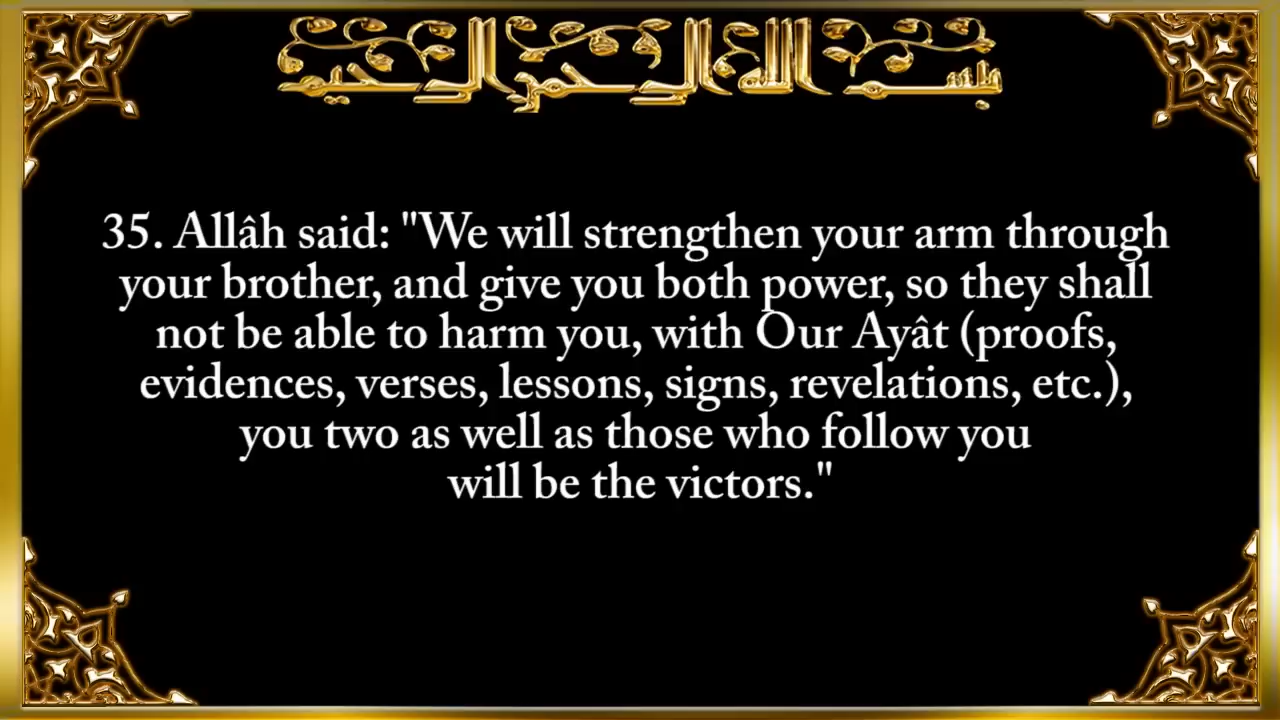 بسم الله الرحمن الرحيم
35. Allâh said: "We will strengthen your arm through
your brother, and give you both power, so they shall
not be able to harm you, with Our Ayât (proofs,
evidences, verses, lessons, signs, revelations, etc.),
you two as well as those who follow you
will be the victors."